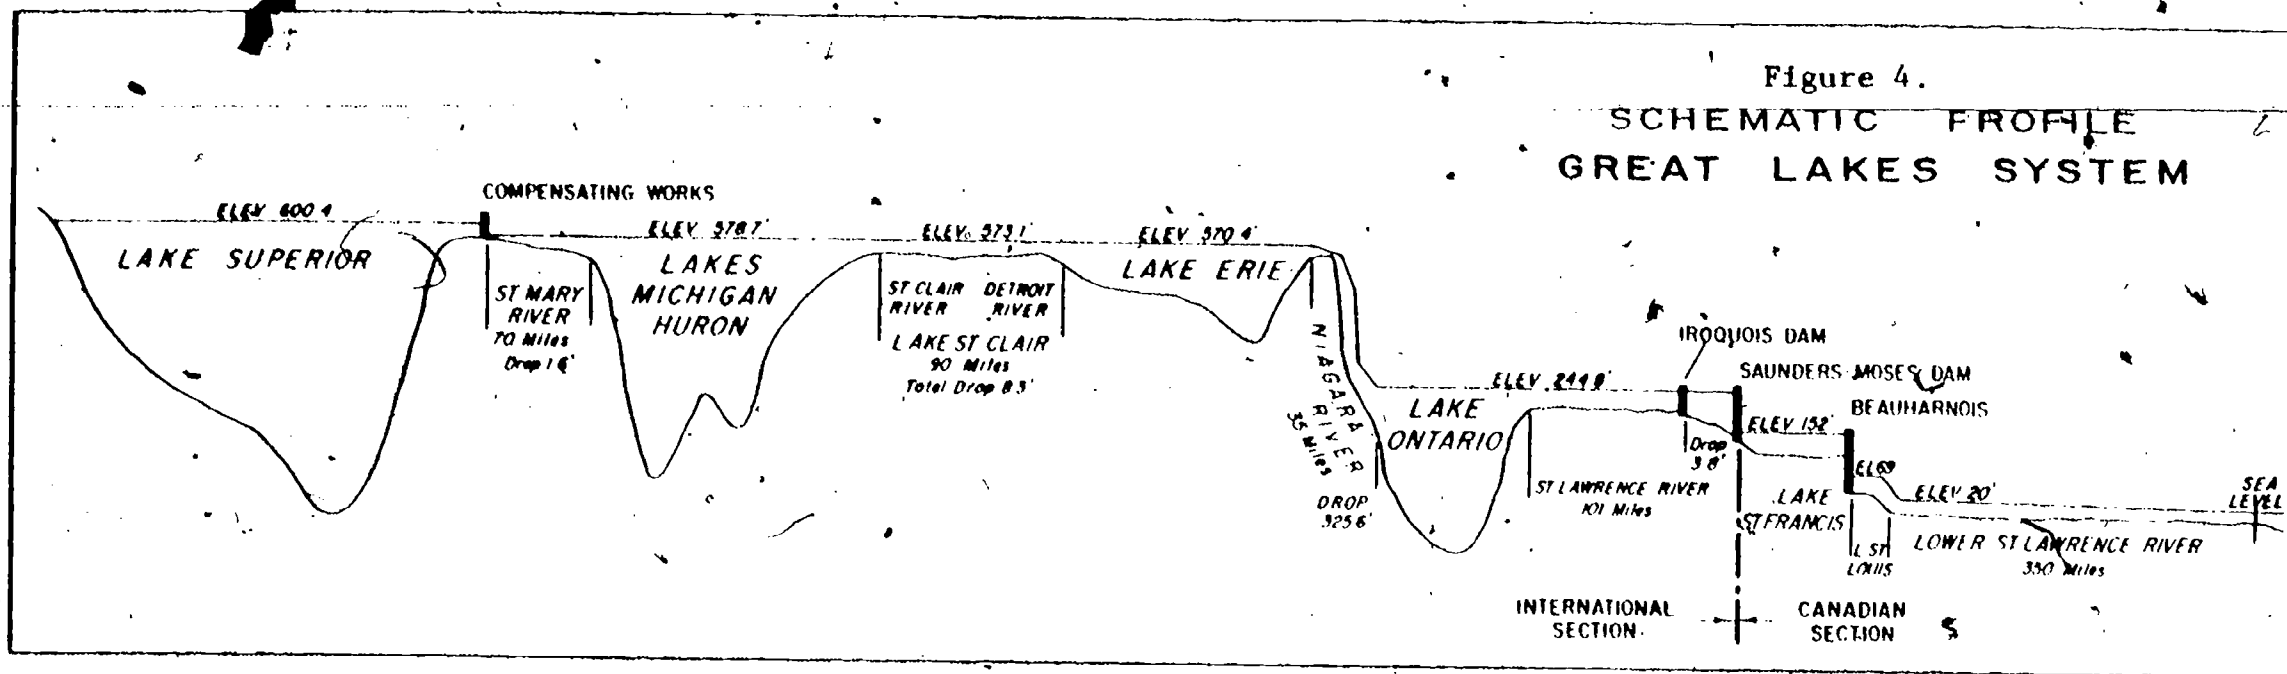 Figure 4.
SCHEMATIC PROFILE
GREAT LAKES SYSTEM
COMPENSATING WORKS
ELEV 600.4
LAKE SUPERIOR
ST MARY
RIVER
70 Miles
Drop
ELEV 578.7'
LAKES
MICHIGAN
HURON
ELEV. 573.1'
ST CLAIR
RIVER
DETROIT
RIVER
LAKE ST CLAIR
90 Miles
Total Drop 8.3'
ELEV 570.4'
LAKE ERIE
NIAGARA
RIVER
35 Miles
DROP
325.6'
ELEV. 244.8'
LAKE
ONTARIO
ST LAWRENCE RIVER
101 Miles
IROQUOIS DAM
SAUNDERS-MOSES DAM
BEAUHARNOIS
Drop
ELEV 152'
EL 69
LAKE
ST FRANCIS
L ST
LOUIS
ELEV 20'
LOWER ST LAWRENCE RIVER
350 Miles
SEA
LEVEL
INTERNATIONAL
SECTION
CANADIAN
SECTION